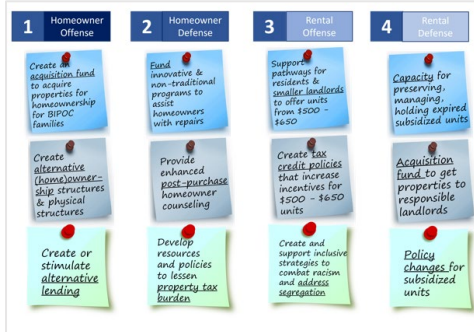 1 Homeowner
Offense
Create an
acquisition fund
to acquire
properties for
homeownership
for BIPOC
families
Create
alternative
(home)owner-
ship structures
& physical
structures
Create or
stimulate
alternative
lending
2 Homeowner
Defense
Fund
innovative &
non-traditional
programs to
assist
homeowners
with repairs
Provide
enhanced
post-purchase
homeowner
counseling
Develop
resources
and policies
to lessen
property tax
burden
3 Rental
Offense
Support
pathways for
residents &
smaller landlords
to offer units
from $500 -
$650
Create tax
credit policies
that increase
incentives for
$500 - $650
units
Create and
support inclusive
strategies to
combat racism
and address
segregation
4 Rental
Defense
Capacity for
preserving,
managing,
holding expired
subsidized units
Acquisition
fund to get
properties to
responsible
landlords
Policy
changes for
subsidized
units